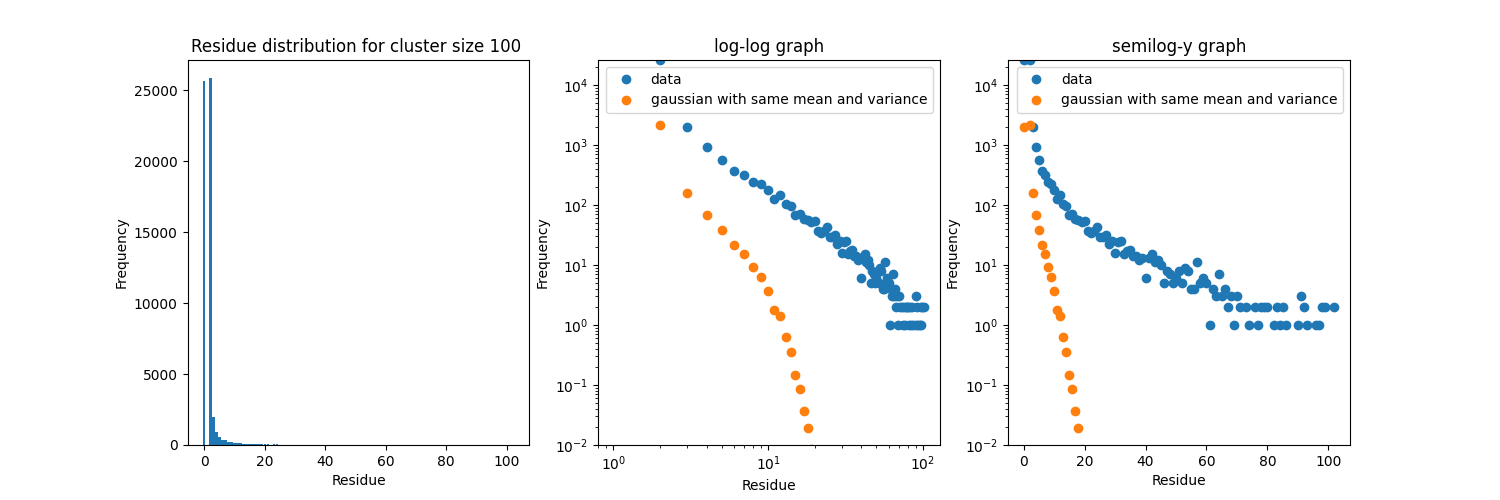 Residue distribution for cluster size 100
25000
20000
15000
10000
5000
0
Frequency
0 20 40 60 80 100
Residue
log-log graph
data
gaussian with same mean and variance
10^4
10^3
10^2
10^1
10^0
10^-1
10^-2
Frequency
10^0 10^1 10^2
Residue
semilog-y graph
data
gaussian with same mean and variance
10^4
10^3
10^2
10^1
10^0
10^-1
10^-2
Frequency
0 20 40 60 80 100
Residue